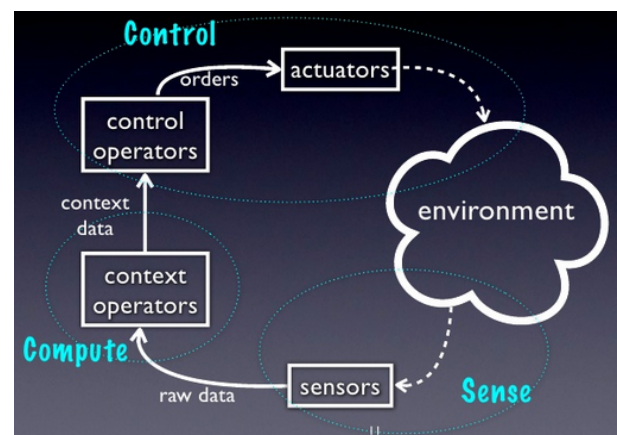 Control
orders
actuators
control
operators
context
data
environment
context
operators
Compute
raw data
sensors
Sense